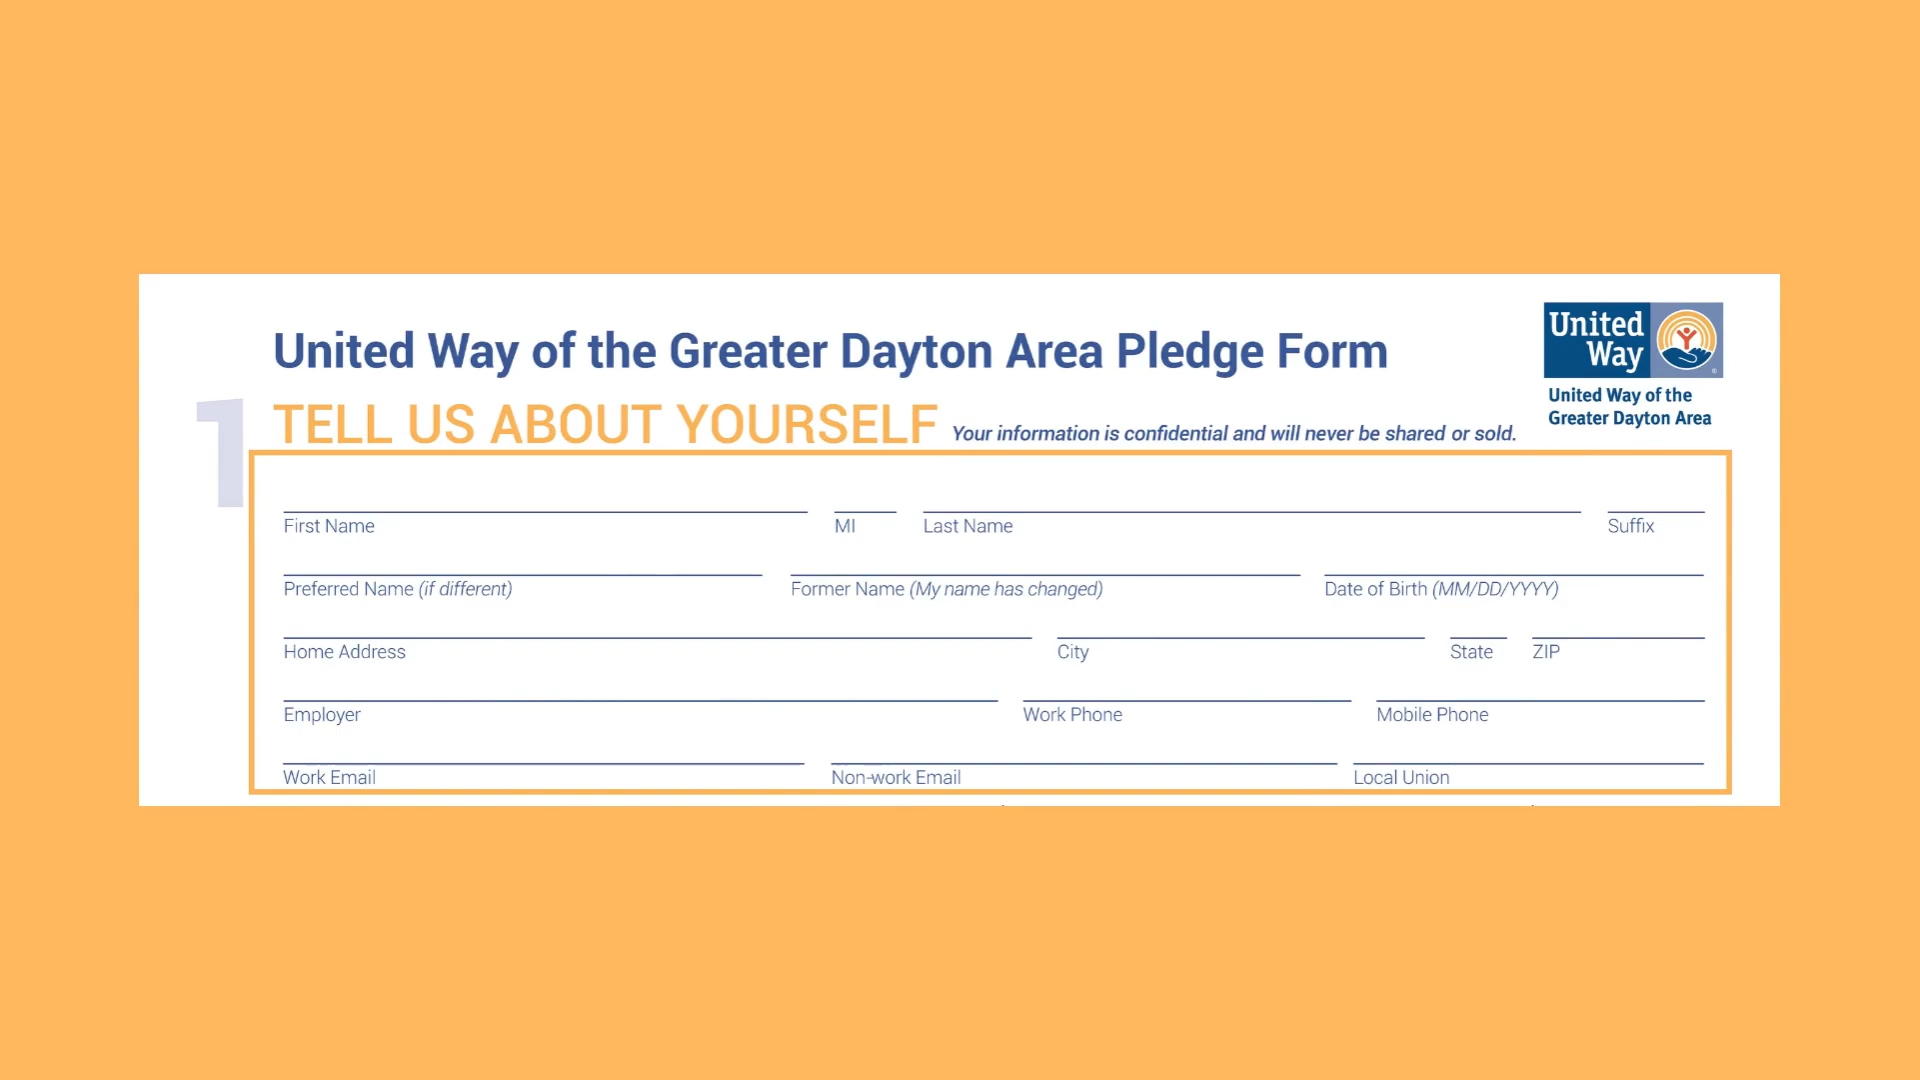 United Way of the Greater Dayton Area Pledge Form
United
Way
®
United Way of the
Greater Dayton Area
1
TELL US ABOUT YOURSELF Your information is confidential and will never be shared or sold.
First Name MI Last Name Suffix
Preferred Name (if different) Former Name (My name has changed) Date of Birth (MM/DD/YYYY)
Home Address City State ZIP
Employer Work Phone Mobile Phone
Work Email Non-work Email Local Union